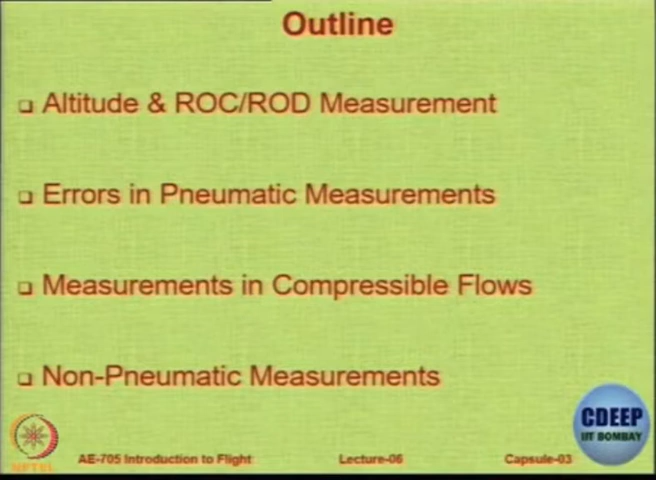 Outline
Altitude & ROC/ROD Measurement
Errors in Pneumatic Measurements
Measurements in Compressible Flows
Non-Pneumatic Measurements
CDEEP
IIT BOMBAY
NPTEL
AE-705 Introduction to Flight Lecture-06 Capsule-03